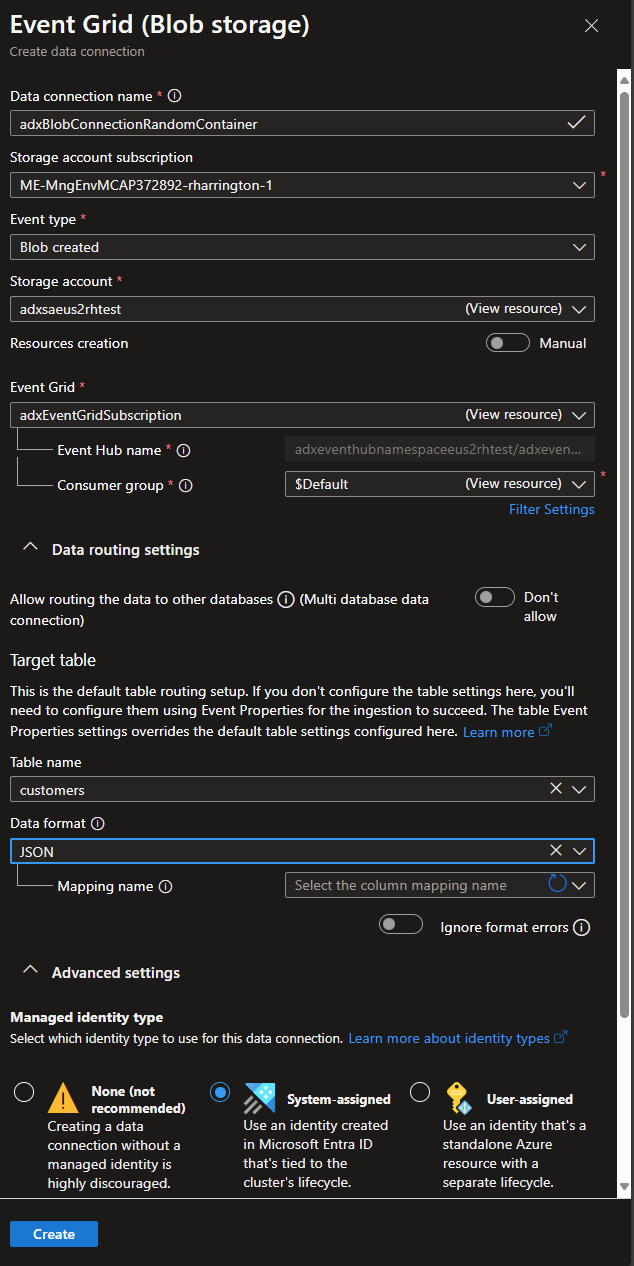 Event Grid (Blob storage)
Create data connection
Data connection name *
adxBlobConnectionRandomContainer
Storage account subscription
ME-MngEnvMCAP372892-rharrington-1 *
Event type *
Blob created
Storage account *
adxsaeus2rhtest (View resource)
Resources creation Manual
Event Grid *
adxEventGridSubscription (View resource)
Event Hub name * adxeventhubnamespaceeus2rhtest/adxeven...
Consumer group * $Default (View resource) *
Filter Settings
Data routing settings
Allow routing the data to other databases (Multi database data
connection)
Don't
allow
Target table
This is the default table routing setup. If you don't configure the table settings here, you'll
need to configure them using Event Properties for the ingestion to succeed. The table Event
Properties settings overrides the default table settings configured here. Learn more
Table name
customers
Data format
JSON
Mapping name Select the column mapping name
Ignore format errors
Advanced settings
Managed identity type
Select which identity type to use for this data connection. Learn more about identity types
None (not
recommended)
Creating a data
connection without a
managed identity is
highly discouraged.
System-assigned
Use an identity created
in Microsoft Entra ID
that's tied to the
cluster's lifecycle.
User-assigned
Use an identity that's a
standalone Azure
resource with a
separate lifecycle.
Create